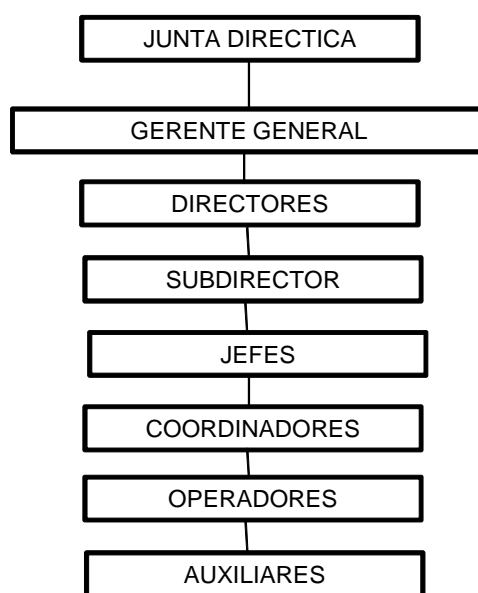 JUNTA DIRECTICA
GERENTE GENERAL
DIRECTORES
SUBDIRECTOR
JEFES
COORDINADORES
OPERADORES
AUXILIARES